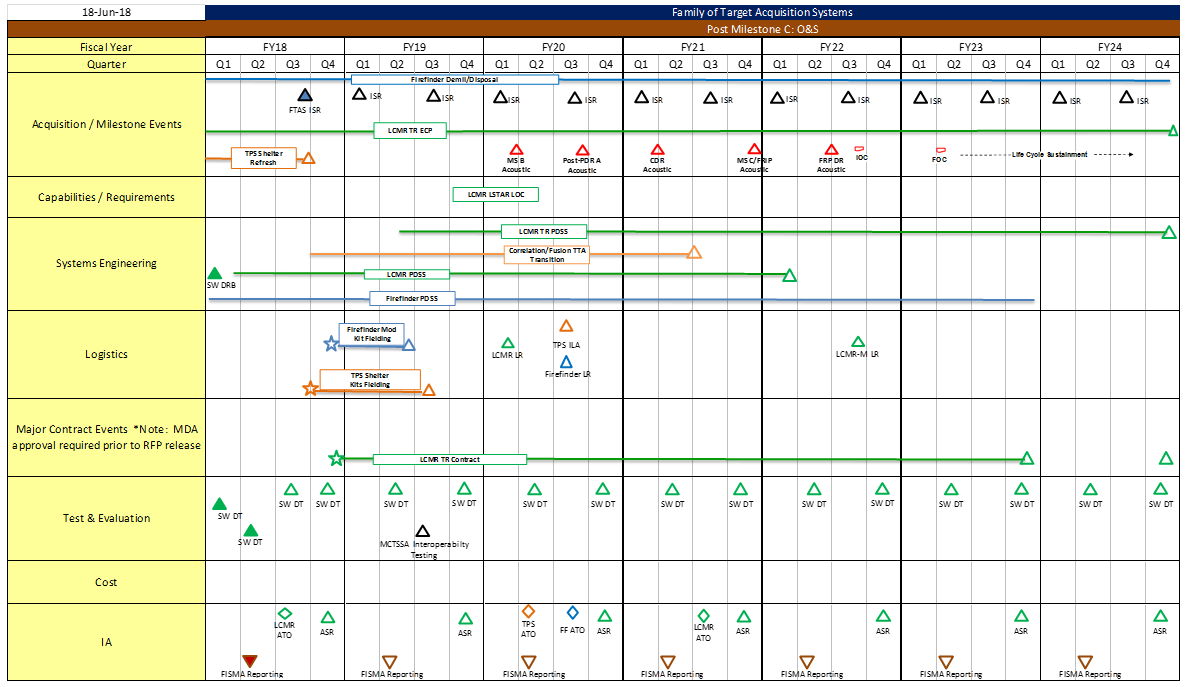 18-Jun-18
Family of Target Acquisition Systems
Post Milestone C: O&S
Fiscal Year FY18 FY19 FY20 FY21 FY22 FY23 FY24
Quarter Q1 Q2 Q3 Q4 Q1 Q2 Q3 Q4 Q1 Q2 Q3 Q4 Q1 Q2 Q3 Q4 Q1 Q2 Q3 Q4 Q1 Q2 Q3 Q4 Q1 Q2 Q3 Q4
Acquisition / Milestone Events
Firefinder Demil/Disposal
FTAS ISR
ISR ISR ISR ISR ISR ISR ISR ISR ISR ISR ISR ISR
LCMR TR ECP
TPS Shelter
Refresh
MS B
Acoustic
Post-PDR A
Acoustic
CDR
Acoustic
MS C/FRIP
Acoustic
FRP DR
Acoustic
IOC
FOC
Life Cycle Sustainment
Capabilities / Requirements
LCMR LSTAR LOC
Systems Engineering
LCMR TR PDSS
Correlation/Fusion TTA
Transition
SW DRB
LCMR PDSS
Firefinder PDSS
Logistics
Firefinder Mod
Kit Fielding
TPS Shelter
Kits Fielding
LCMR LR
TPS ILA
Firefinder LR
LCMR-M LR
Major Contract Events *Note: MDA
approval required prior to RFP release
LCMR TR Contract
Test & Evaluation
SW DT SW DT SW DT SW DT SW DT SW DT SW DT SW DT SW DT SW DT SW DT SW DT SW DT SW DT
SW DT
SW DT
MCTSSA Interoperabilty
Testing
Cost
IA
LCMR
ATO
ASR
ASR
TPS
ATO
FF ATO
ASR
LCMR
ATO
ASR
ASR
ASR
ASR
FISMA Reporting FISMA Reporting FISMA Reporting FISMA Reporting FISMA Reporting FISMA Reporting FISMA Reporting